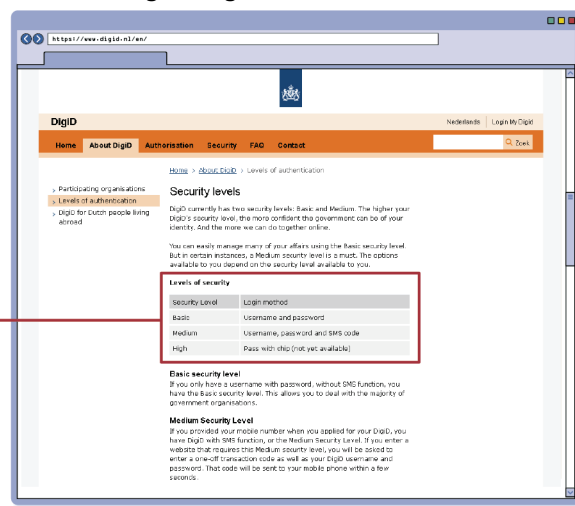 https://www.digid.nl/en/
DigiD
Nederlands
Login My Digid
Home
About DigiD
Authorisation
Security
FAQ
Contact
Zoek
Home > About DigiD > Levels of authentication
> Participating organisations
> Levels of authentication
> DigiD for Dutch people living
abroad
Security levels
DigiD currently has two security levels: Basic and Medium. The higher your
DigiD's security level, the more confident the government can be of your
identity. And the more we can do together online.
You can easily manage many of your affairs using the Basic security level.
But in certain instances, a Medium security level is a must. The options
available to you depend on the security level available to you.
Levels of security
Security Level Login method
Basic Username and password
Medium Username, password and SMS code
High Pass with chip (not yet available)
Basic security level
If you only have a username with password, without SMS function, you
have the Basic security level. This allows you to deal with the majority of
government organisations.
Medium Security Level
If you provided your mobile number when you applied for your DigiD, you
have DigiD with SMS function, or the Medium Security Level. If you enter a
website that requires this Medium security level, you will be asked to
enter a one-off transaction code as well as your DigiD username and
password. That code will be sent to your mobile phone within a few
seconds.